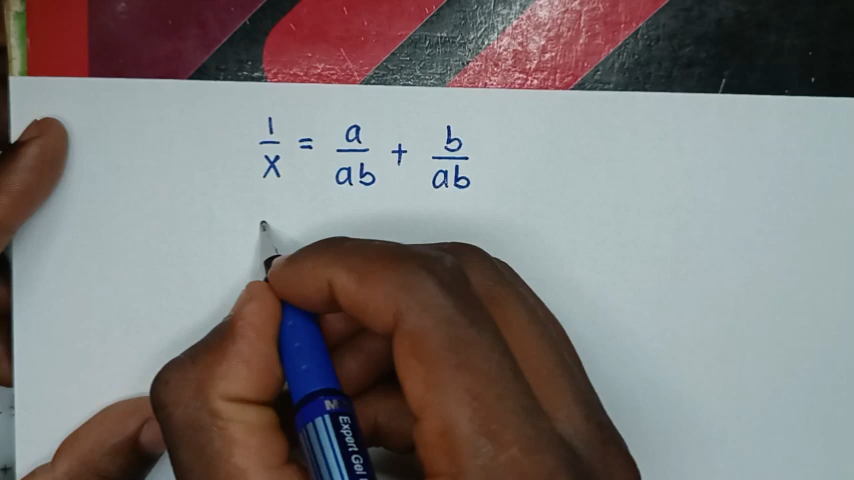 1/x = a/ab + b/ab
Expert Gel